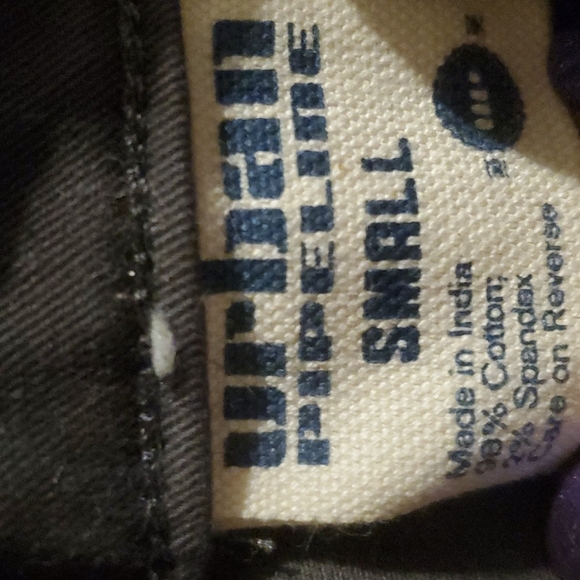 urban
PIPELINE
SMALL
Made in India
98% Cotton;
2% Spandex
Care on Reverse